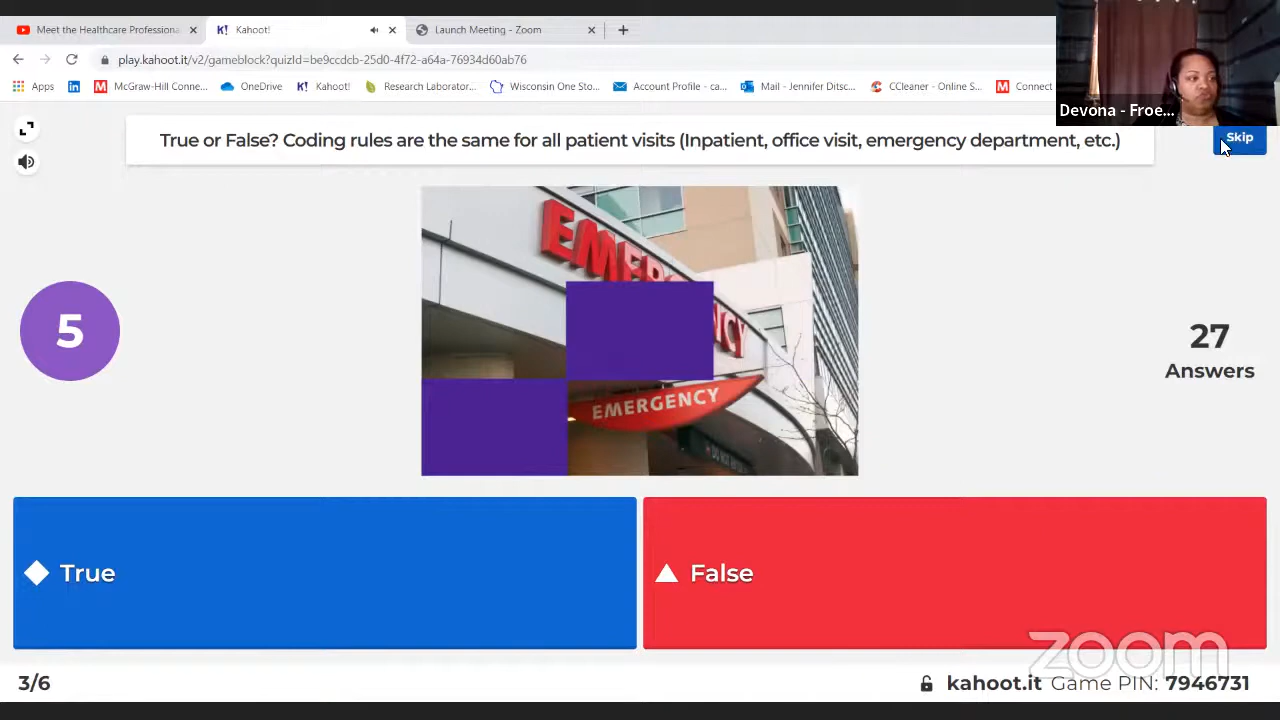 Meet the Healthcare Professiona
K! Kahoot!
Launch Meeting - Zoom
play.kahoot.it/v2/gameblock?quizId=be9ccdcb-25d0-4f72-a64a-76934d60ab76
Apps
McGraw-Hill Conne...
OneDrive
K! Kahoot!
Research Laborator...
Wisconsin One Sto...
Account Profile - ca...
Mail - Jennifer Ditsc...
CCleaner - Online S...
Connect
Devona - Froe...
True or False? Coding rules are the same for all patient visits (Inpatient, office visit, emergency department, etc.)
Skip
EMERGENCY
EMERGENCY
5
27
Answers
True
False
zoom
3/6
kahoot.it Game PIN: 7946731